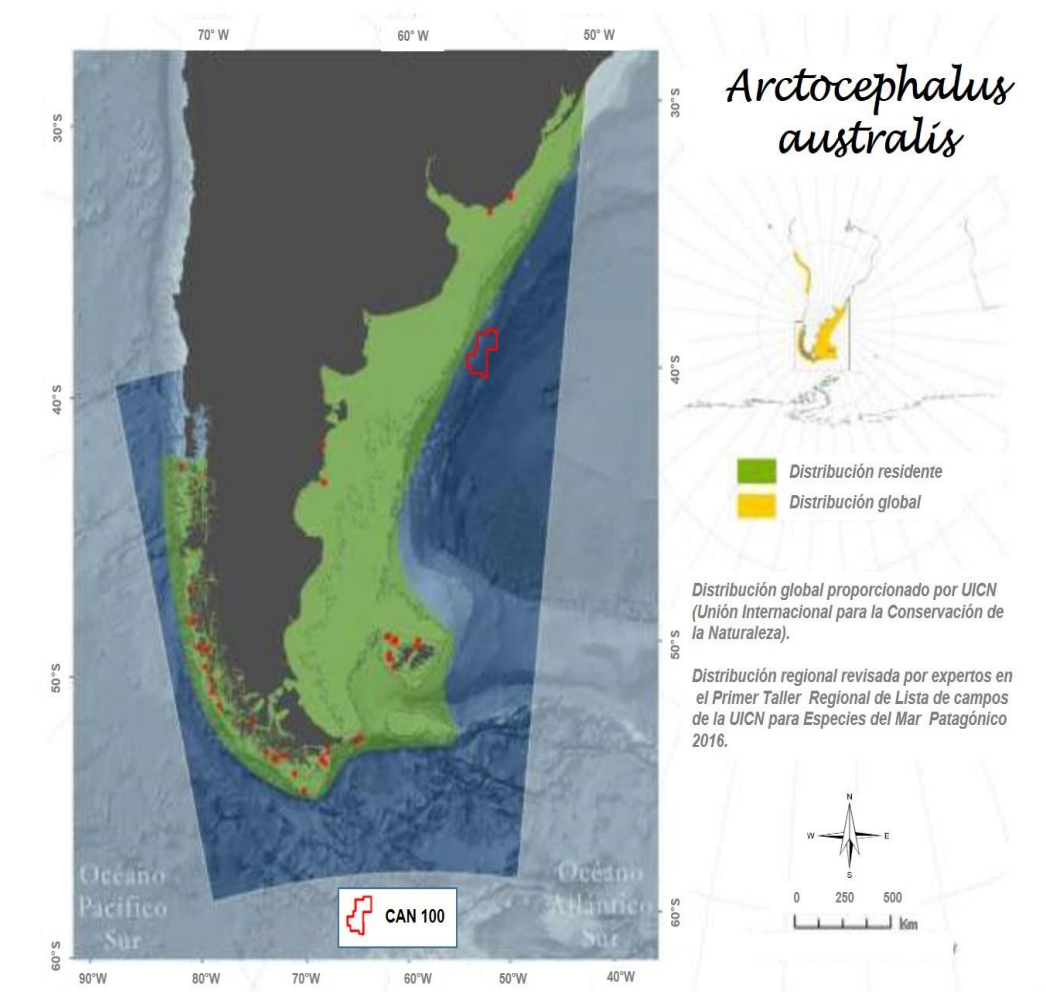 70° W 60° W 50° W
Arctocephalus
australis
30°S 30°S
40°S 40°S
50°S 50°S
60°S 60°S
Distribución residente
Distribución global
Distribución global proporcionado por UICN
(Unión Internacional para la Conservación de
la Naturaleza).
Distribución regional revisada por expertos en
el Primer Taller Regional de Lista de campos
de la UICN para Especies del Mar Patagónico
2016.
N
W E
S
0 250 500
Km
Océano
Pacífico
Sur
Océano
Atlántico
Sur
CAN 100
90°W 80°W 70°W 60°W 50°W 40°W